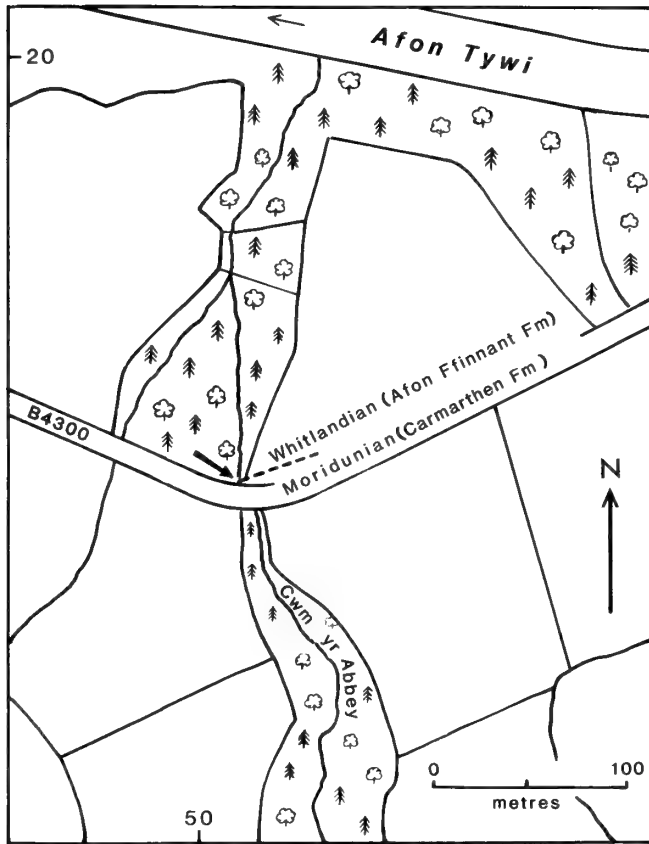 Afon Tywi
20
Whitlandian (Afon Ffinnant Fm)
Moridunian (Carmarthen Fm)
B4300
N
Cwm yr Abbey
0 100
metres
50